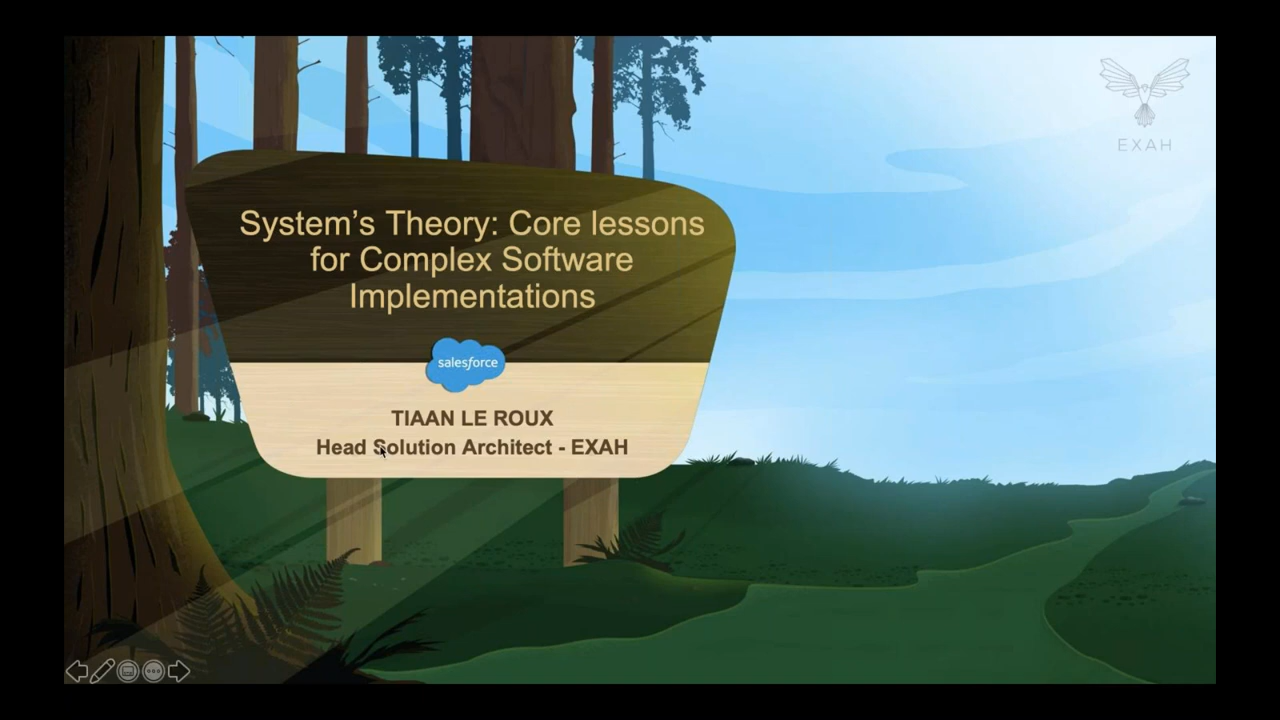 EXAH
System's Theory: Core lessons
for Complex Software
Implementations
salesforce
TIAAN LE ROUX
Head Solution Architect - EXAH